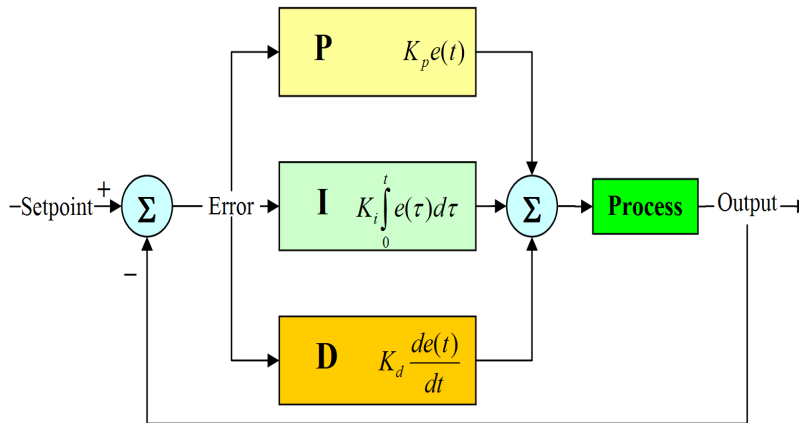 P K_p e(t)
Setpoint + Σ Error I K_i ∫_0^t e(τ)dτ Σ Process Output
−
D K_d de(t)/dt